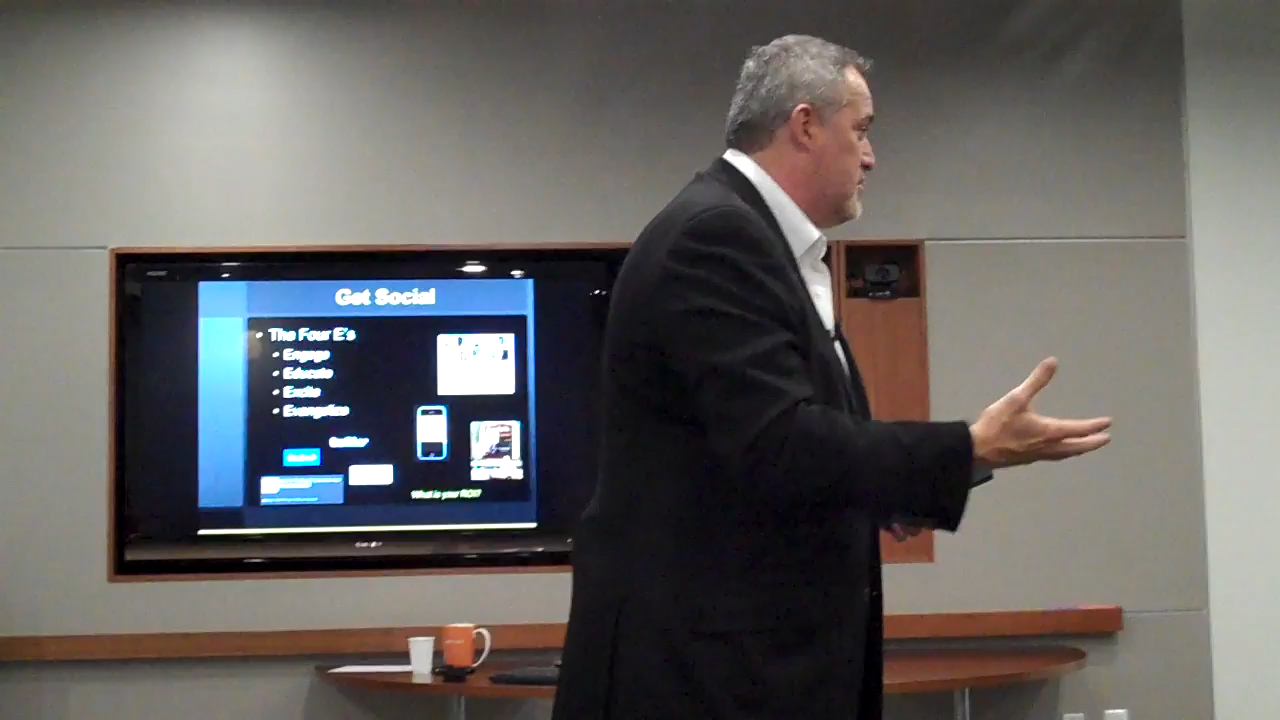 Get Social
• The Four E's
• Engage
• Educate
• Excite
• Evangelize
twitter
What is your ROI?